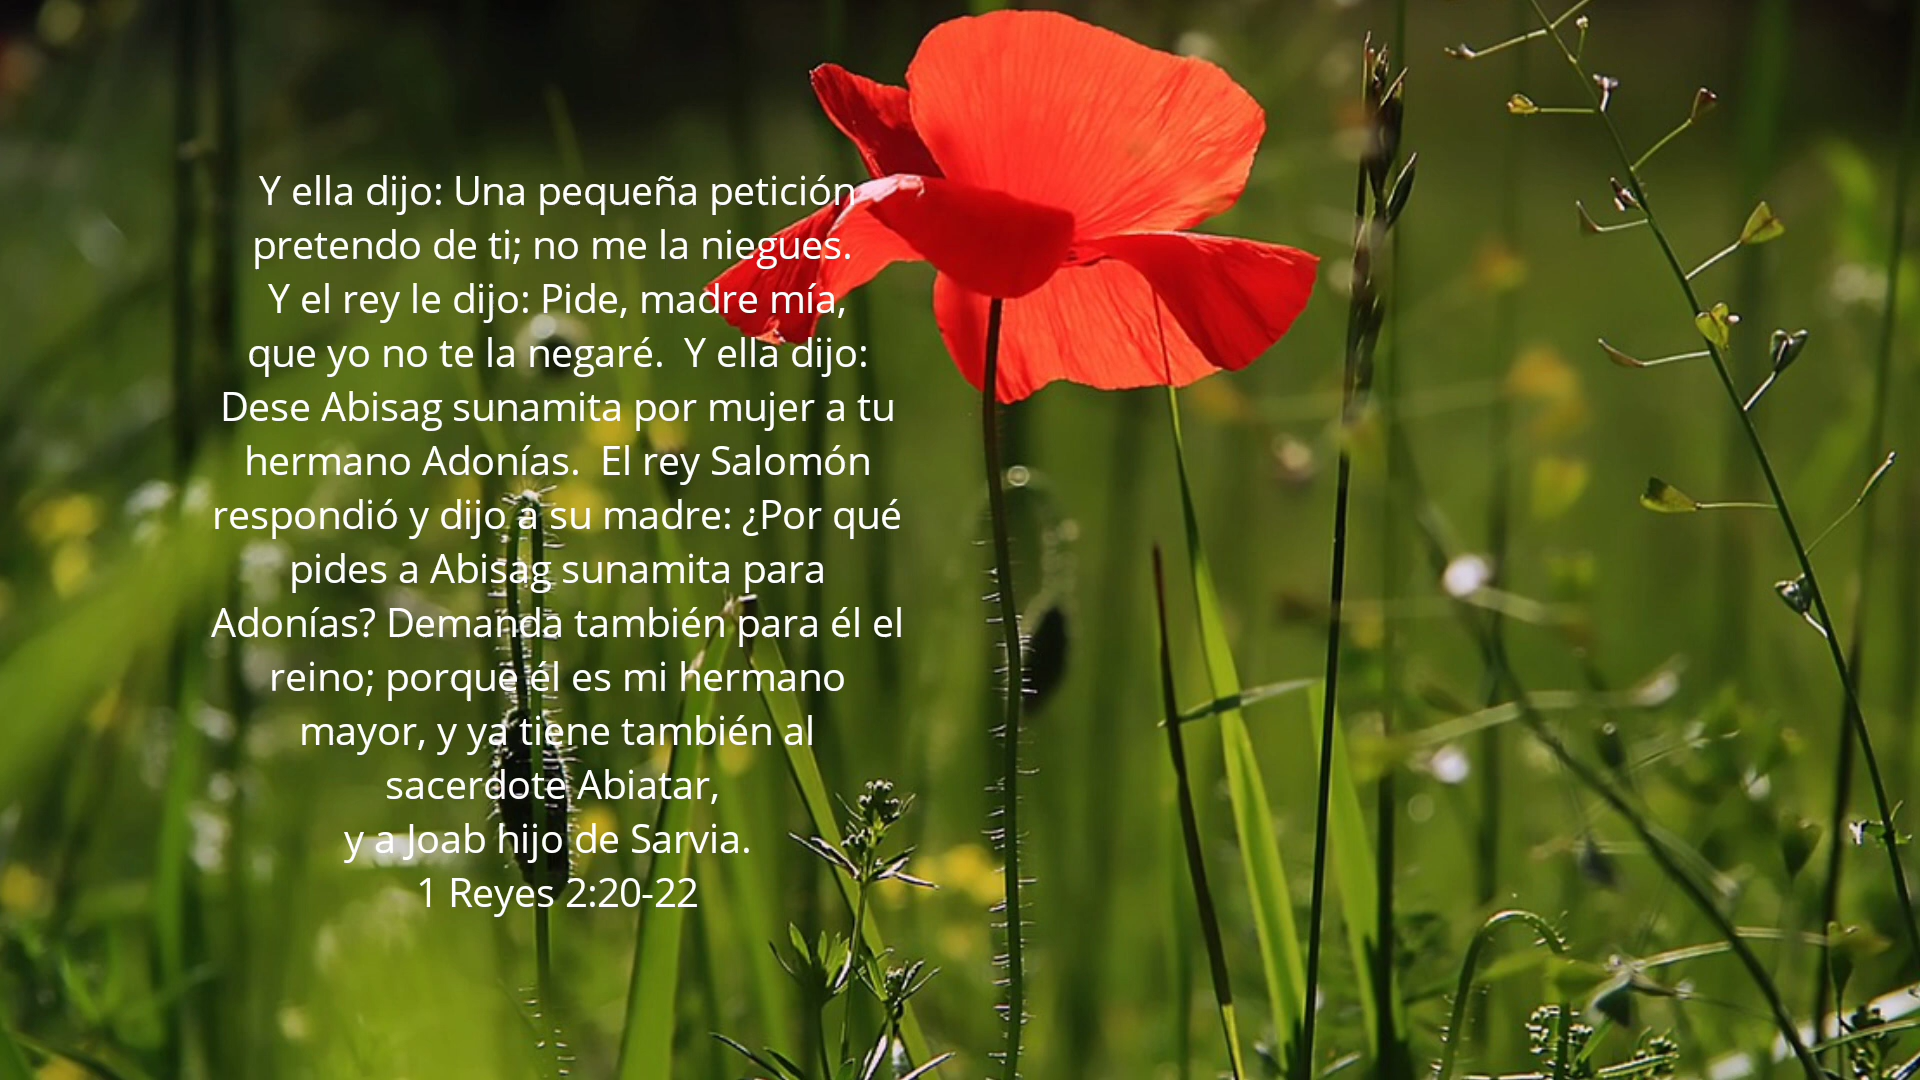 Y ella dijo: Una pequeña petición
pretendo de ti; no me la niegues.
Y el rey le dijo: Pide, madre mía,
que yo no te la negaré.  Y ella dijo:
Dese Abisag sunamita por mujer a tu
hermano Adonías.  El rey Salomón
respondió y dijo a su madre: ¿Por qué
pides a Abisag sunamita para
Adonías? Demanda también para él el
reino; porque él es mi hermano
mayor, y ya tiene también al
sacerdote Abiatar,
y a Joab hijo de Sarvia.
1 Reyes 2:20-22